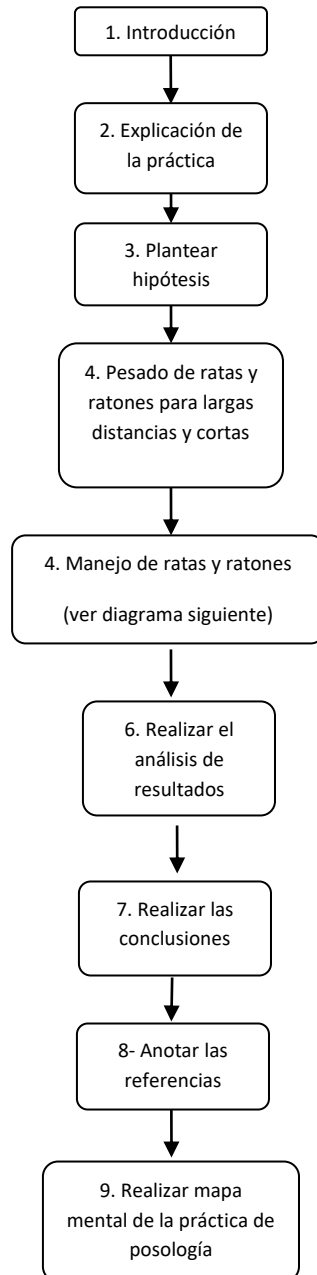 1. Introducción
2. Explicación de
la práctica
3. Plantear
hipótesis
4. Pesado de ratas y
ratones para largas
distancias y cortas
4. Manejo de ratas y ratones
(ver diagrama siguiente)
6. Realizar el
análisis de
resultados
7. Realizar las
conclusiones
8- Anotar las
referencias
9. Realizar mapa
mental de la práctica de
posología